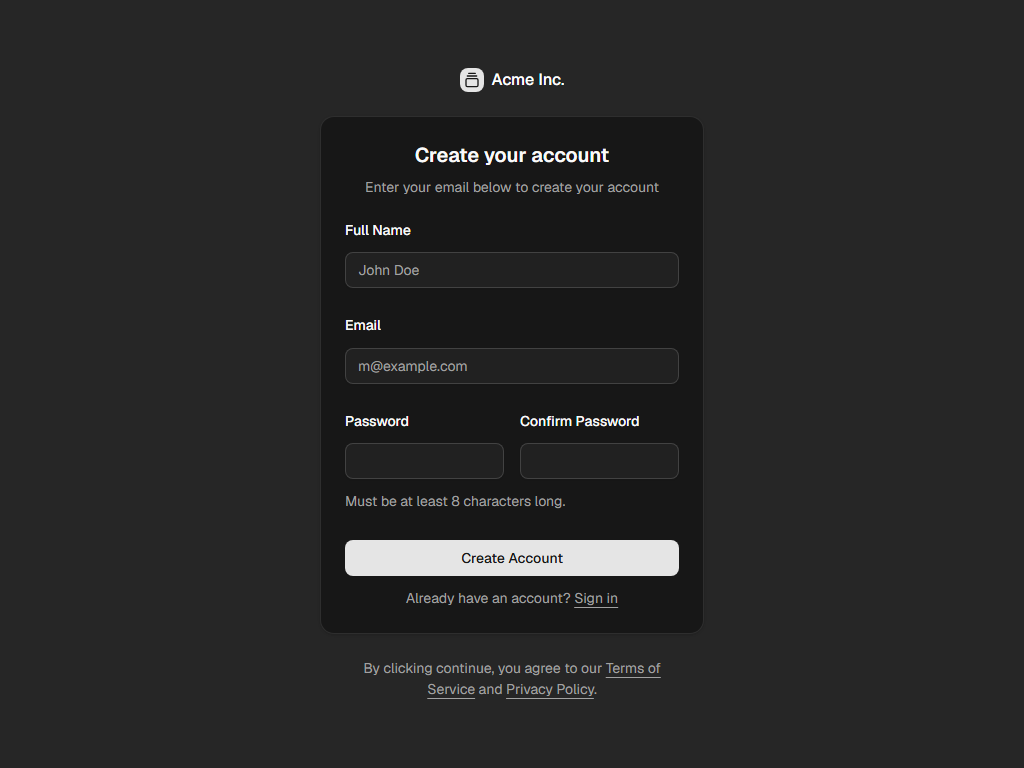 Acme Inc.
Create your account
Enter your email below to create your account
Full Name
John Doe
Email
m@example.com
Password
Confirm Password
Must be at least 8 characters long.
Create Account
Already have an account? Sign in
By clicking continue, you agree to our Terms of
Service and Privacy Policy.